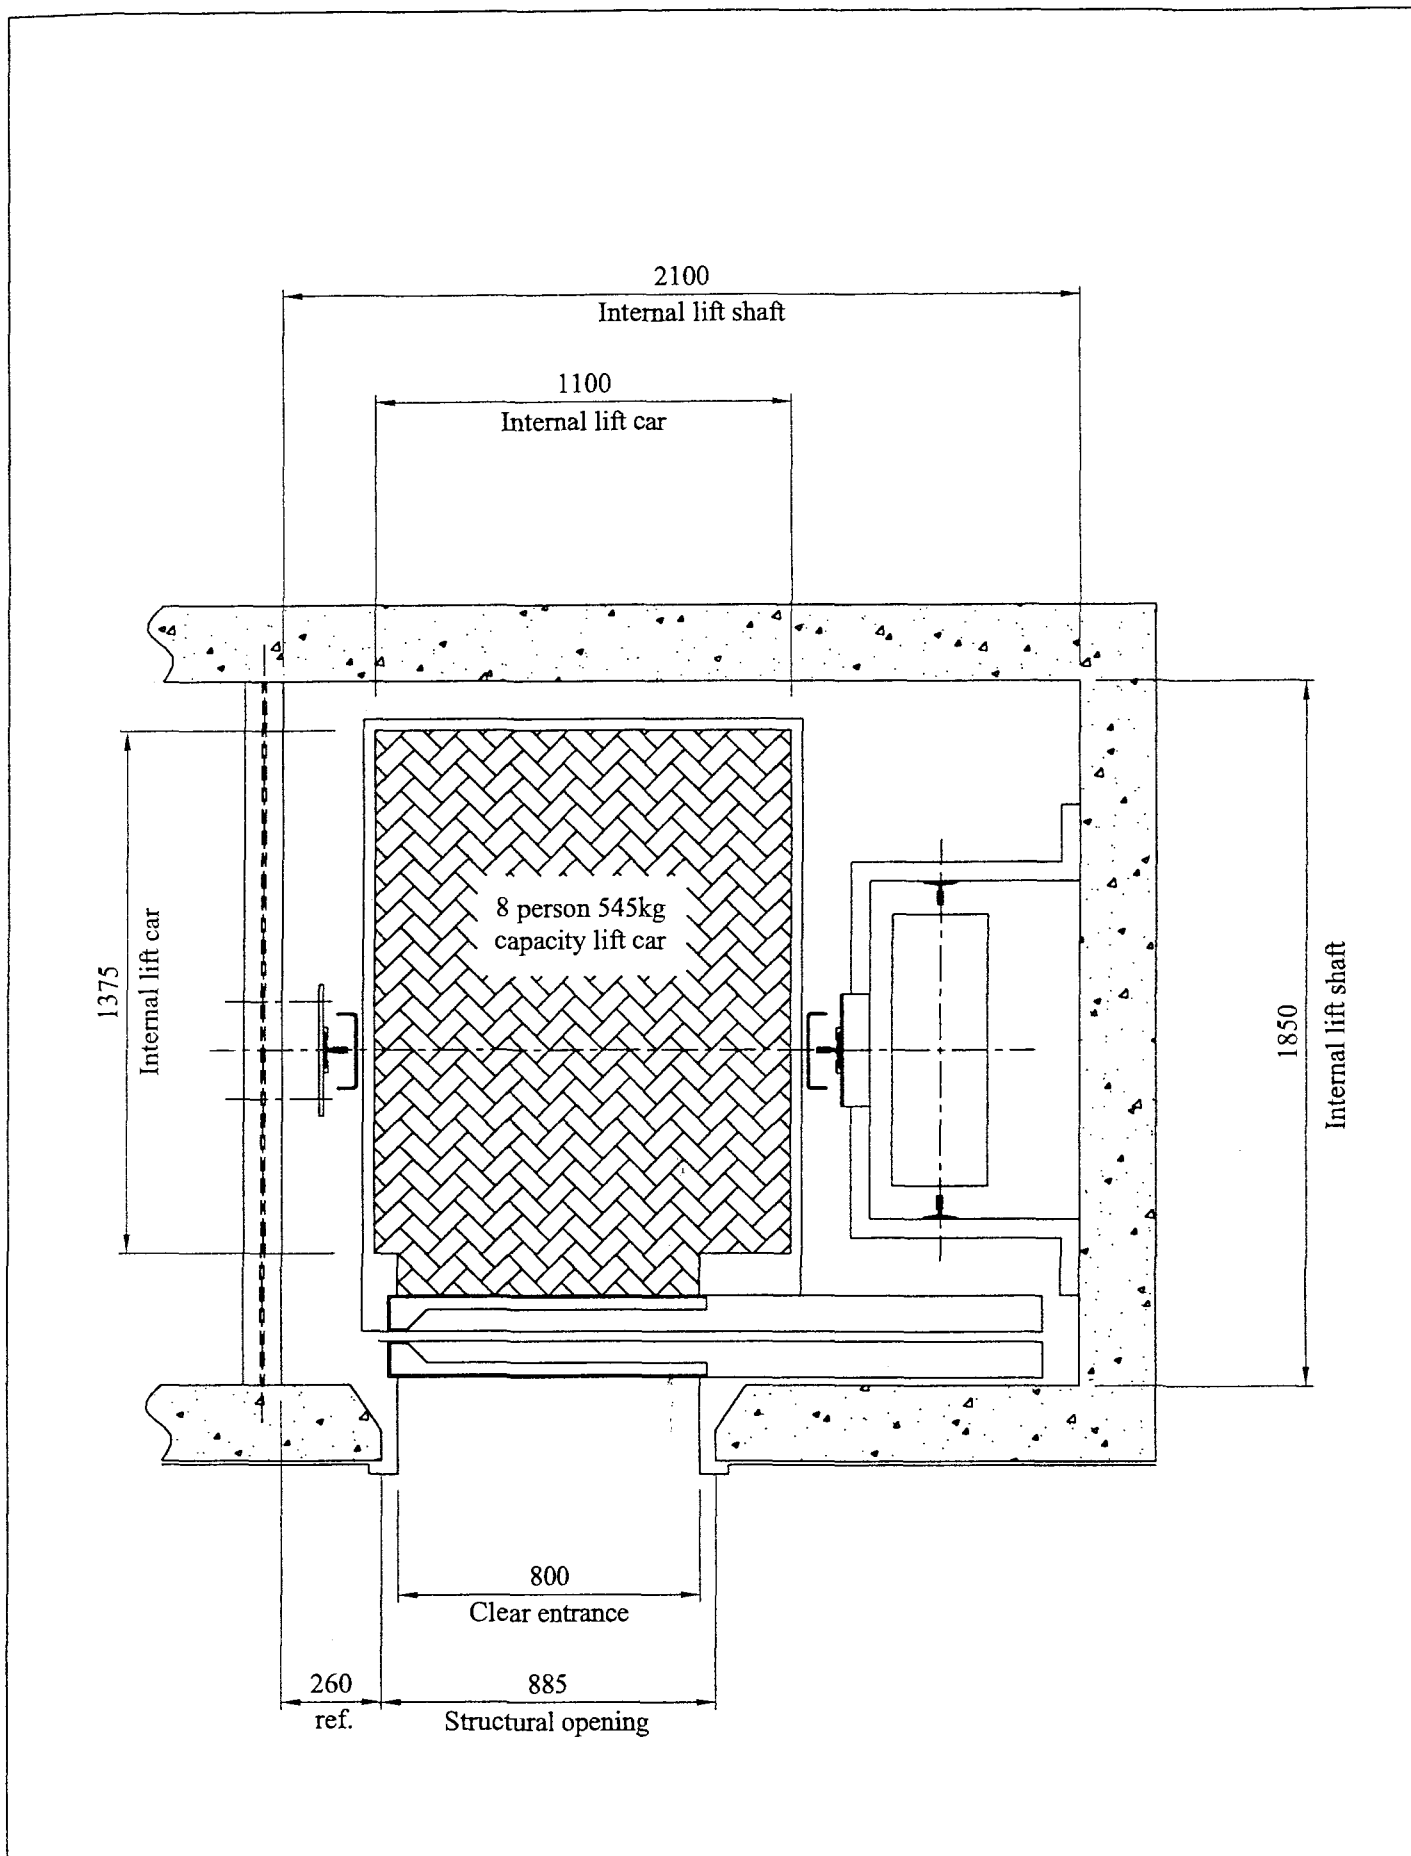 2100
Internal lift shaft
1100
Internal lift car
8 person 545kg
capacity lift car
1375
Internal lift car
1850
Internal lift shaft
800
Clear entrance
260
ref.
885
Structural opening